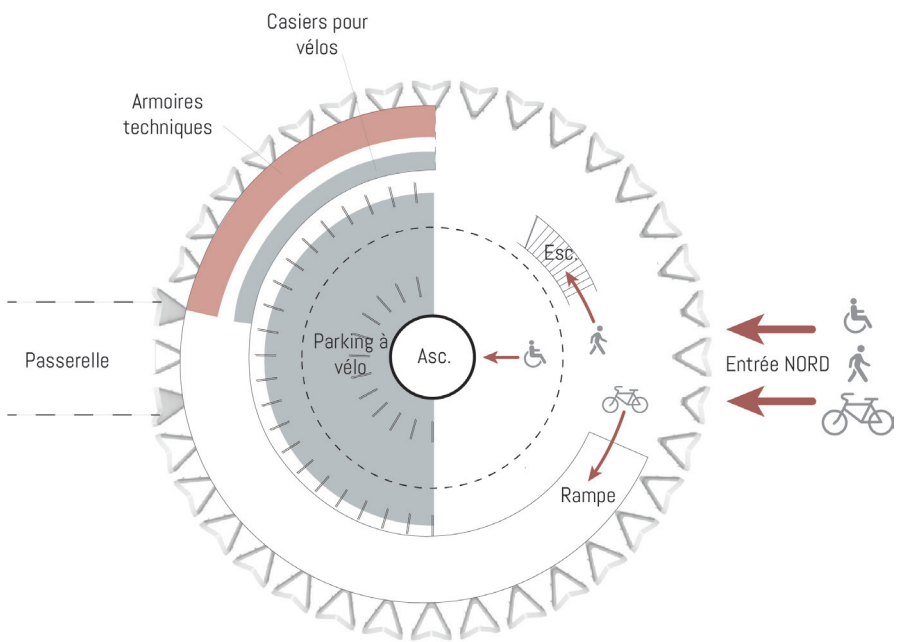 Casiers pour
vélos
Armoires
techniques
Esc.
Passerelle
Parking à
vélo
Asc.
Entrée NORD
Rampe